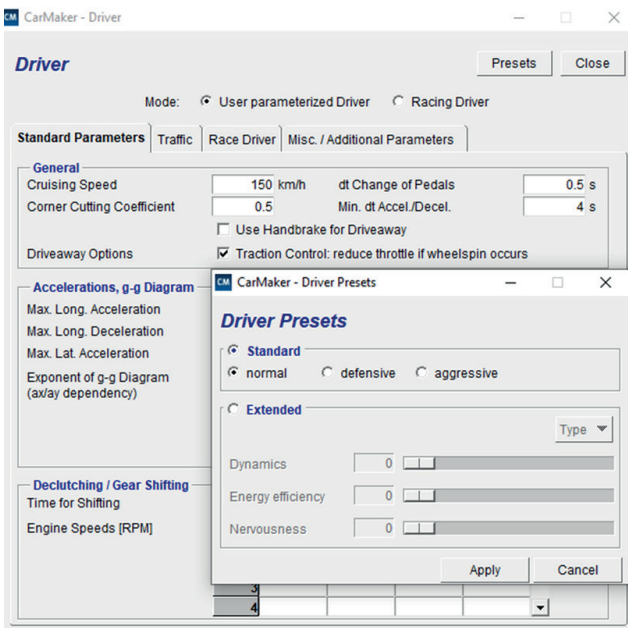 CM CarMaker - Driver
Driver
Presets Close
Mode: User parameterized Driver Racing Driver
Standard Parameters Traffic Race Driver Misc. / Additional Parameters
General
Cruising Speed 150 km/h dt Change of Pedals 0.5 s
Corner Cutting Coefficient 0.5 Min. dt Accel./Decel. 4 s
Use Handbrake for Driveaway
Driveaway Options Traction Control: reduce throttle if wheelspin occurs
Accelerations, g-g Diagram
Max. Long. Acceleration
Max. Long. Deceleration
Max. Lat. Acceleration
Exponent of g-g Diagram
(ax/ay dependency)
Declutching / Gear Shifting
Time for Shifting
Engine Speeds [RPM]
CM CarMaker - Driver Presets
Driver Presets
Standard
normal defensive aggressive
Extended
Type
Dynamics 0
Energy efficiency 0
Nervousness 0
Apply Cancel
3
4